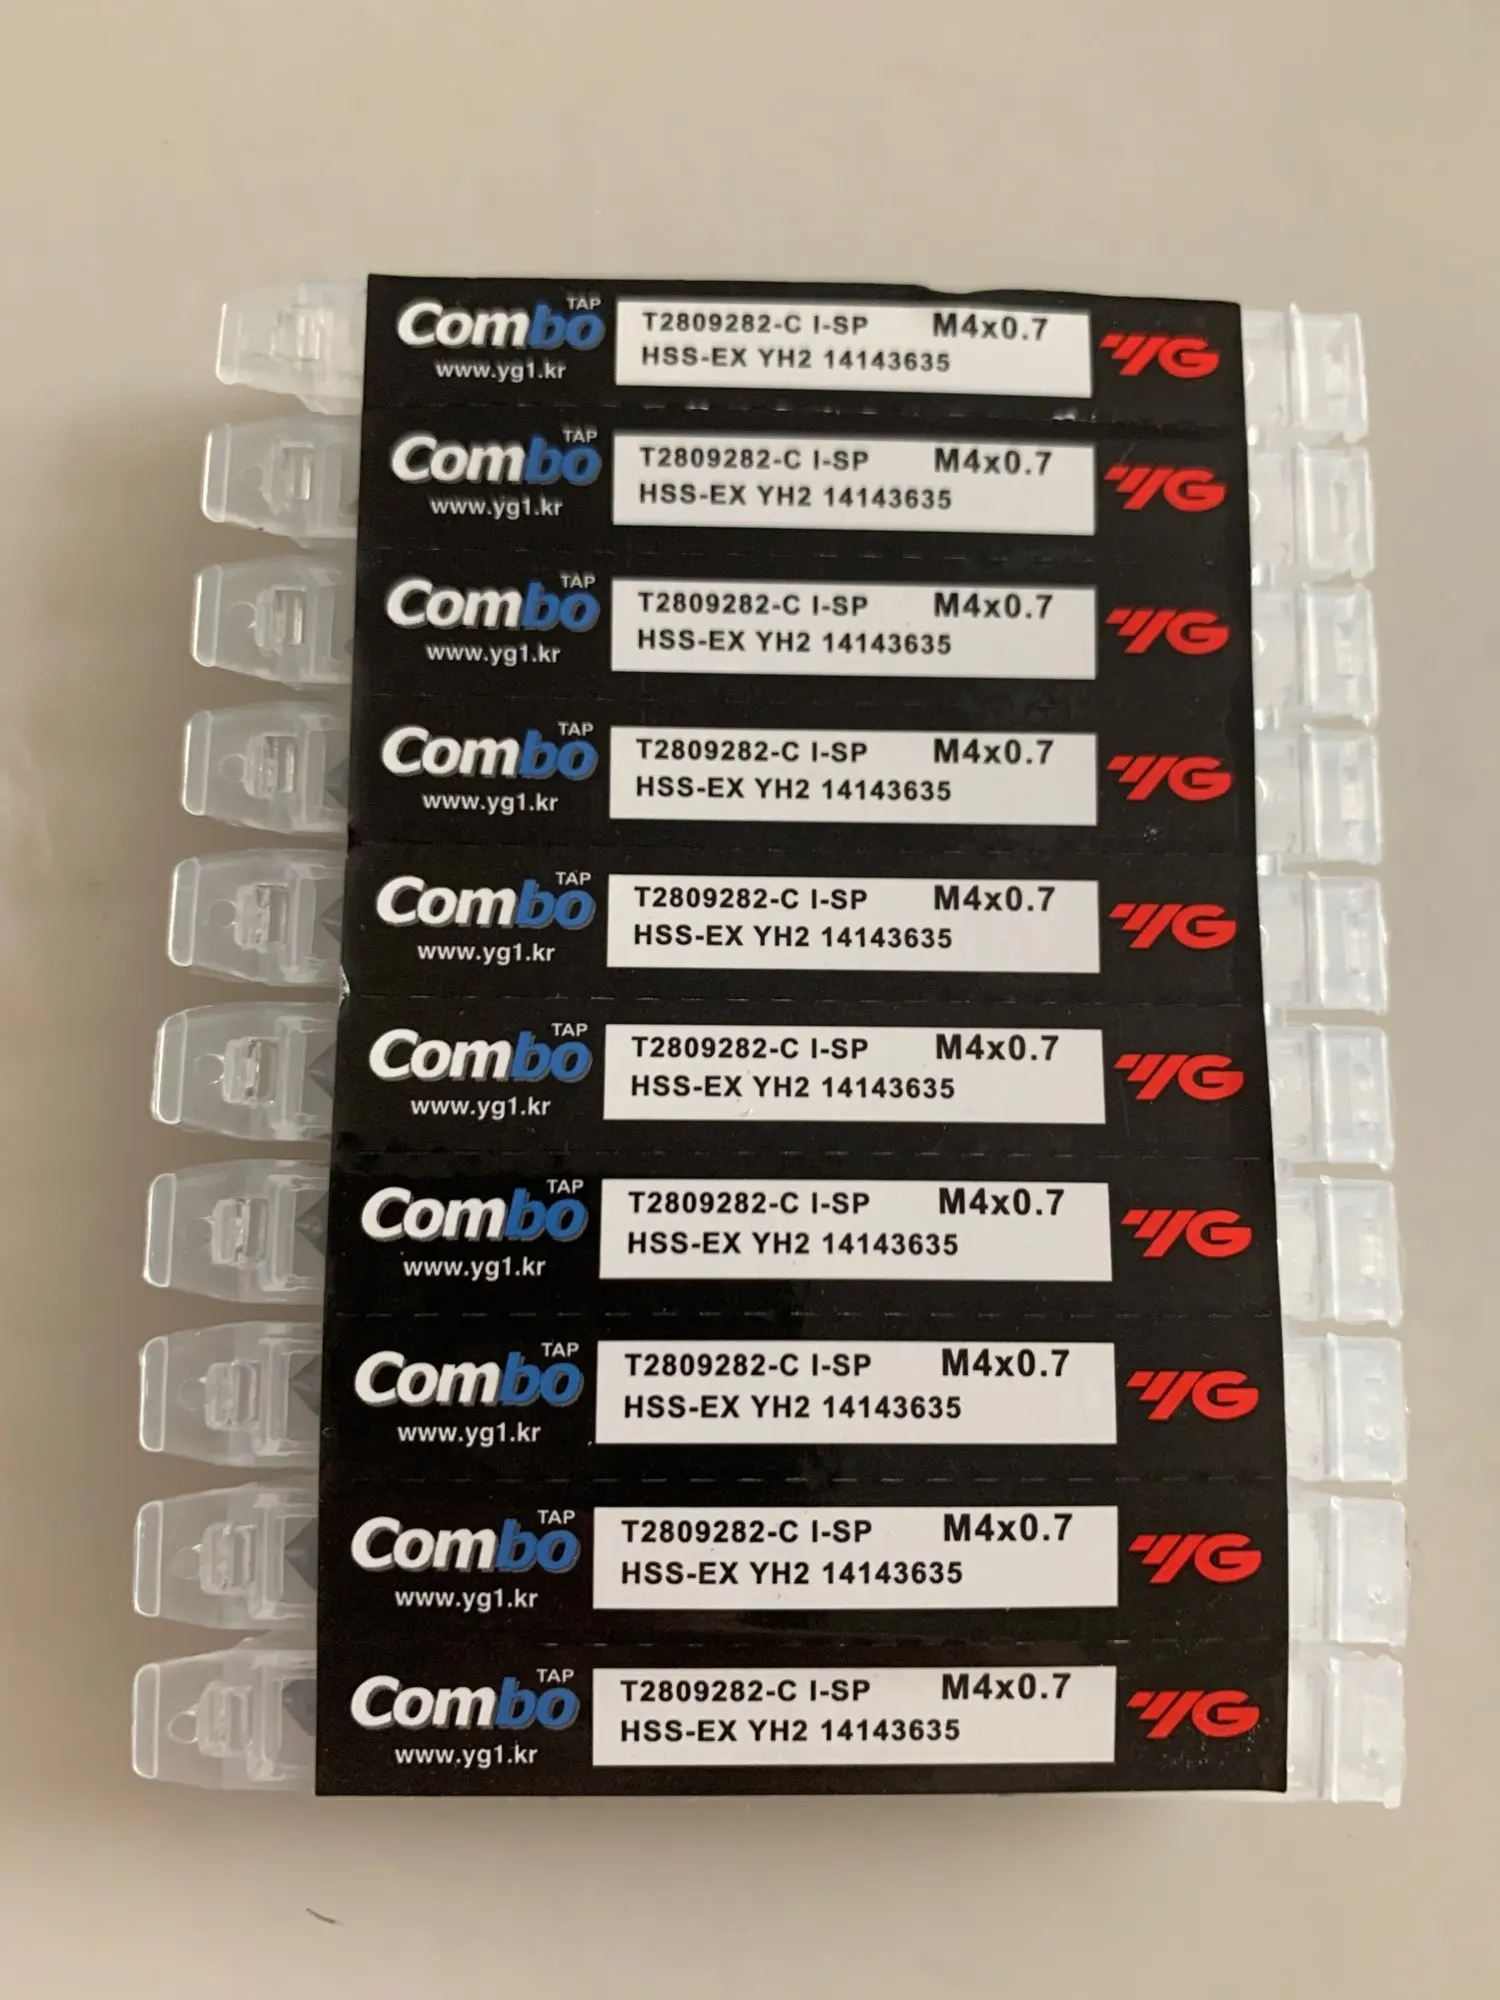 Combo TAP
www.yg1.kr
T2809282-C I-SP M4x0.7
HSS-EX YH2 14143635
YG
Combo TAP
www.yg1.kr
T2809282-C I-SP M4x0.7
HSS-EX YH2 14143635
YG
Combo TAP
www.yg1.kr
T2809282-C I-SP M4x0.7
HSS-EX YH2 14143635
YG
Combo TAP
www.yg1.kr
T2809282-C I-SP M4x0.7
HSS-EX YH2 14143635
YG
Combo TAP
www.yg1.kr
T2809282-C I-SP M4x0.7
HSS-EX YH2 14143635
YG
Combo TAP
www.yg1.kr
T2809282-C I-SP M4x0.7
HSS-EX YH2 14143635
YG
Combo TAP
www.yg1.kr
T2809282-C I-SP M4x0.7
HSS-EX YH2 14143635
YG
Combo TAP
www.yg1.kr
T2809282-C I-SP M4x0.7
HSS-EX YH2 14143635
YG
Combo TAP
www.yg1.kr
T2809282-C I-SP M4x0.7
HSS-EX YH2 14143635
YG
Combo TAP
www.yg1.kr
T2809282-C I-SP M4x0.7
HSS-EX YH2 14143635
YG